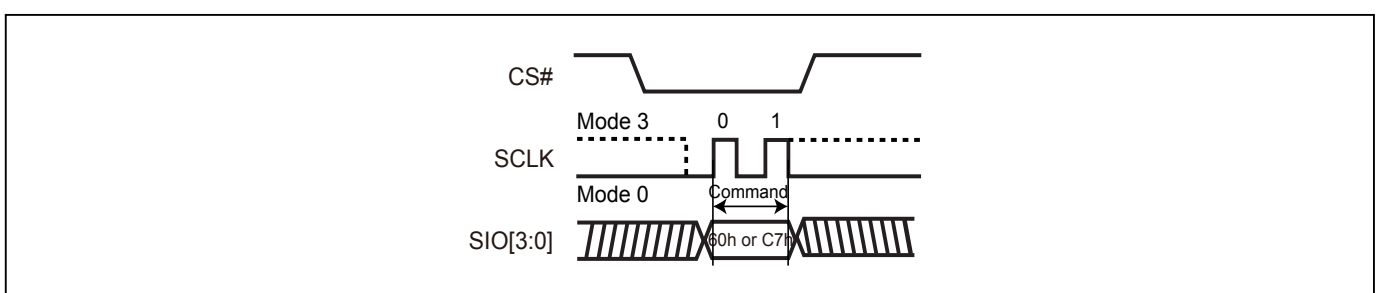 CS#
Mode 3 0 1
SCLK
Mode 0 Command
SIO[3:0] 60h or C7h